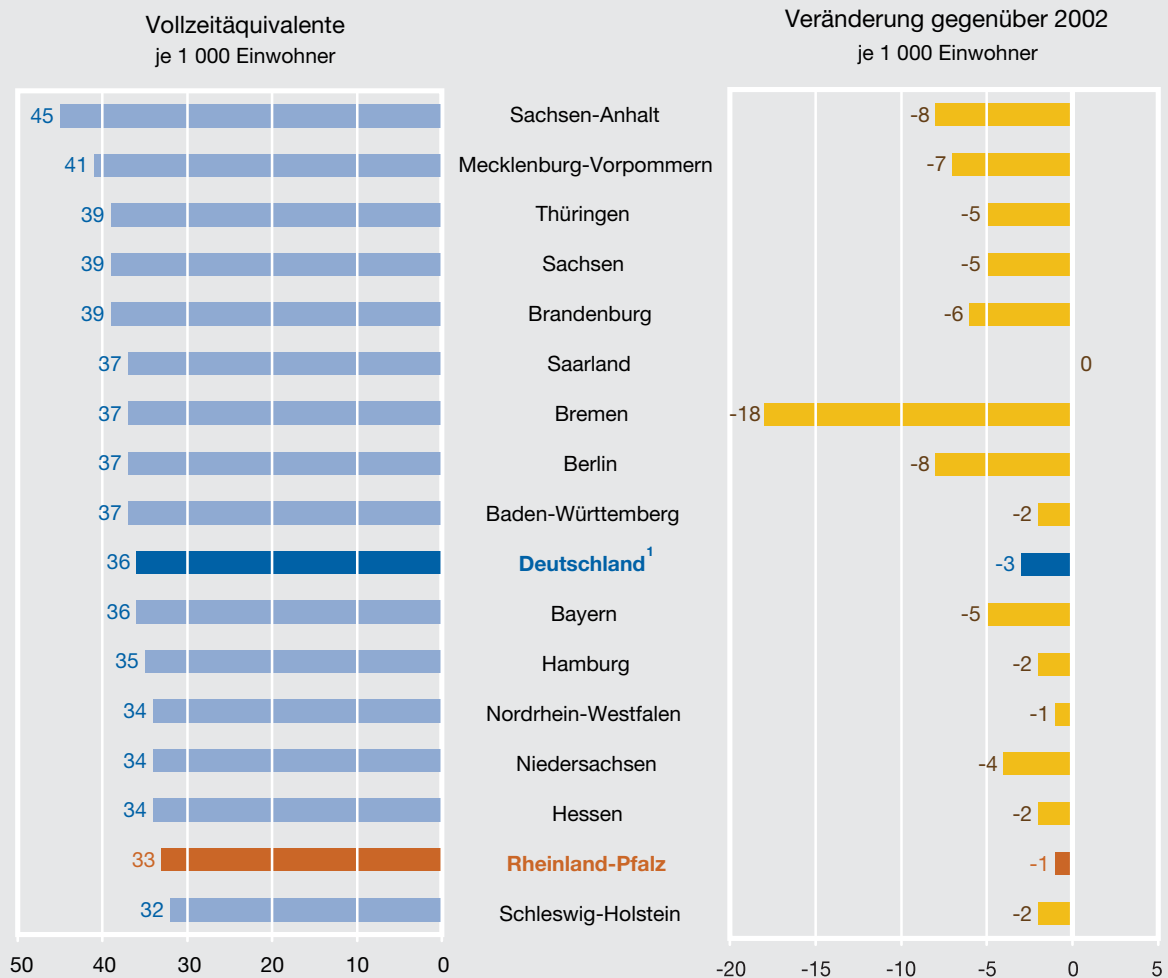 Vollzeitäquivalente
je 1 000 Einwohner
Veränderung gegenüber 2002
je 1 000 Einwohner
45 Sachsen-Anhalt -8
41 Mecklenburg-Vorpommern -7
39 Thüringen -5
39 Sachsen -5
39 Brandenburg -6
37 Saarland 0
37 Bremen -18
37 Berlin -8
37 Baden-Württemberg -2
36 Deutschland¹ -3
36 Bayern -5
35 Hamburg -2
34 Nordrhein-Westfalen -1
34 Niedersachsen -4
34 Hessen -2
33 Rheinland-Pfalz -1
32 Schleswig-Holstein -2
50 40 30 20 10 0
-20 -15 -10 -5 0 5